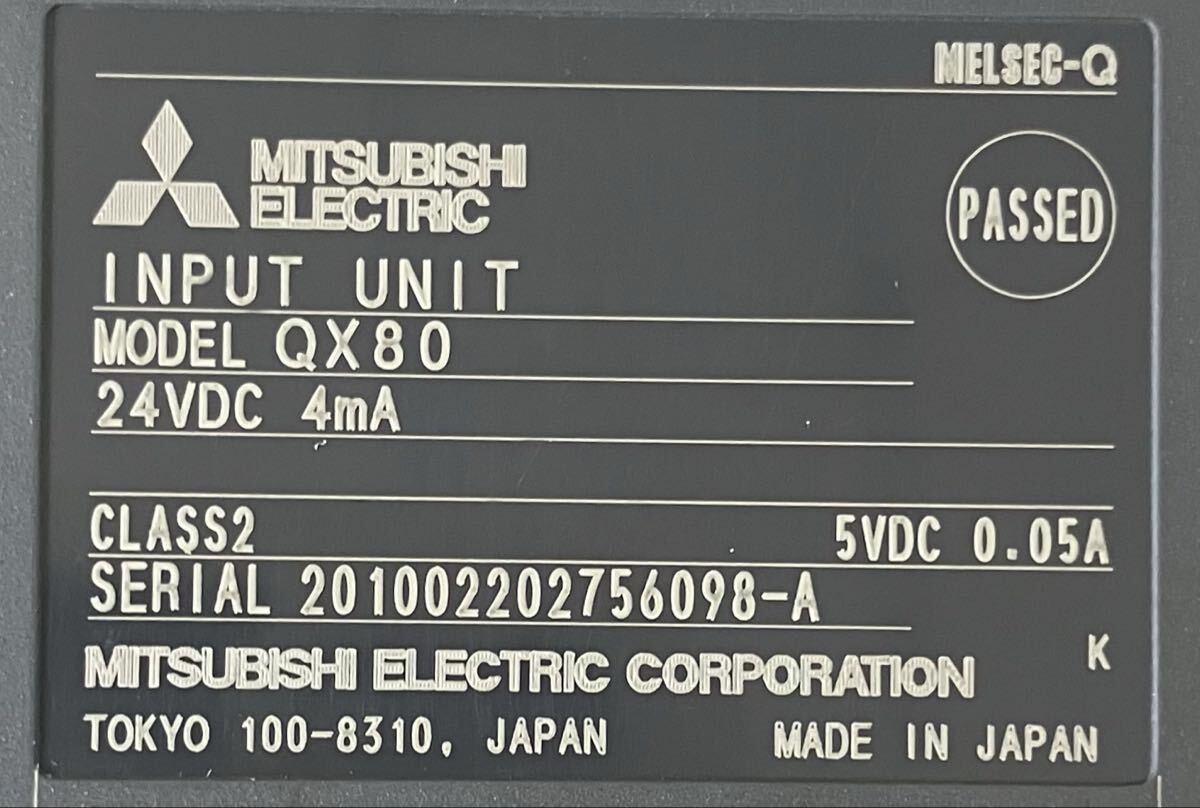 MELSEC-Q
MITSUBISHI
ELECTRIC
PASSED
INPUT UNIT
MODEL QX80
24VDC 4mA
CLASS2 5VDC 0.05A
SERIAL 201002202756098-A
K
MITSUBISHI ELECTRIC CORPORATION
TOKYO 100-8310, JAPAN MADE IN JAPAN